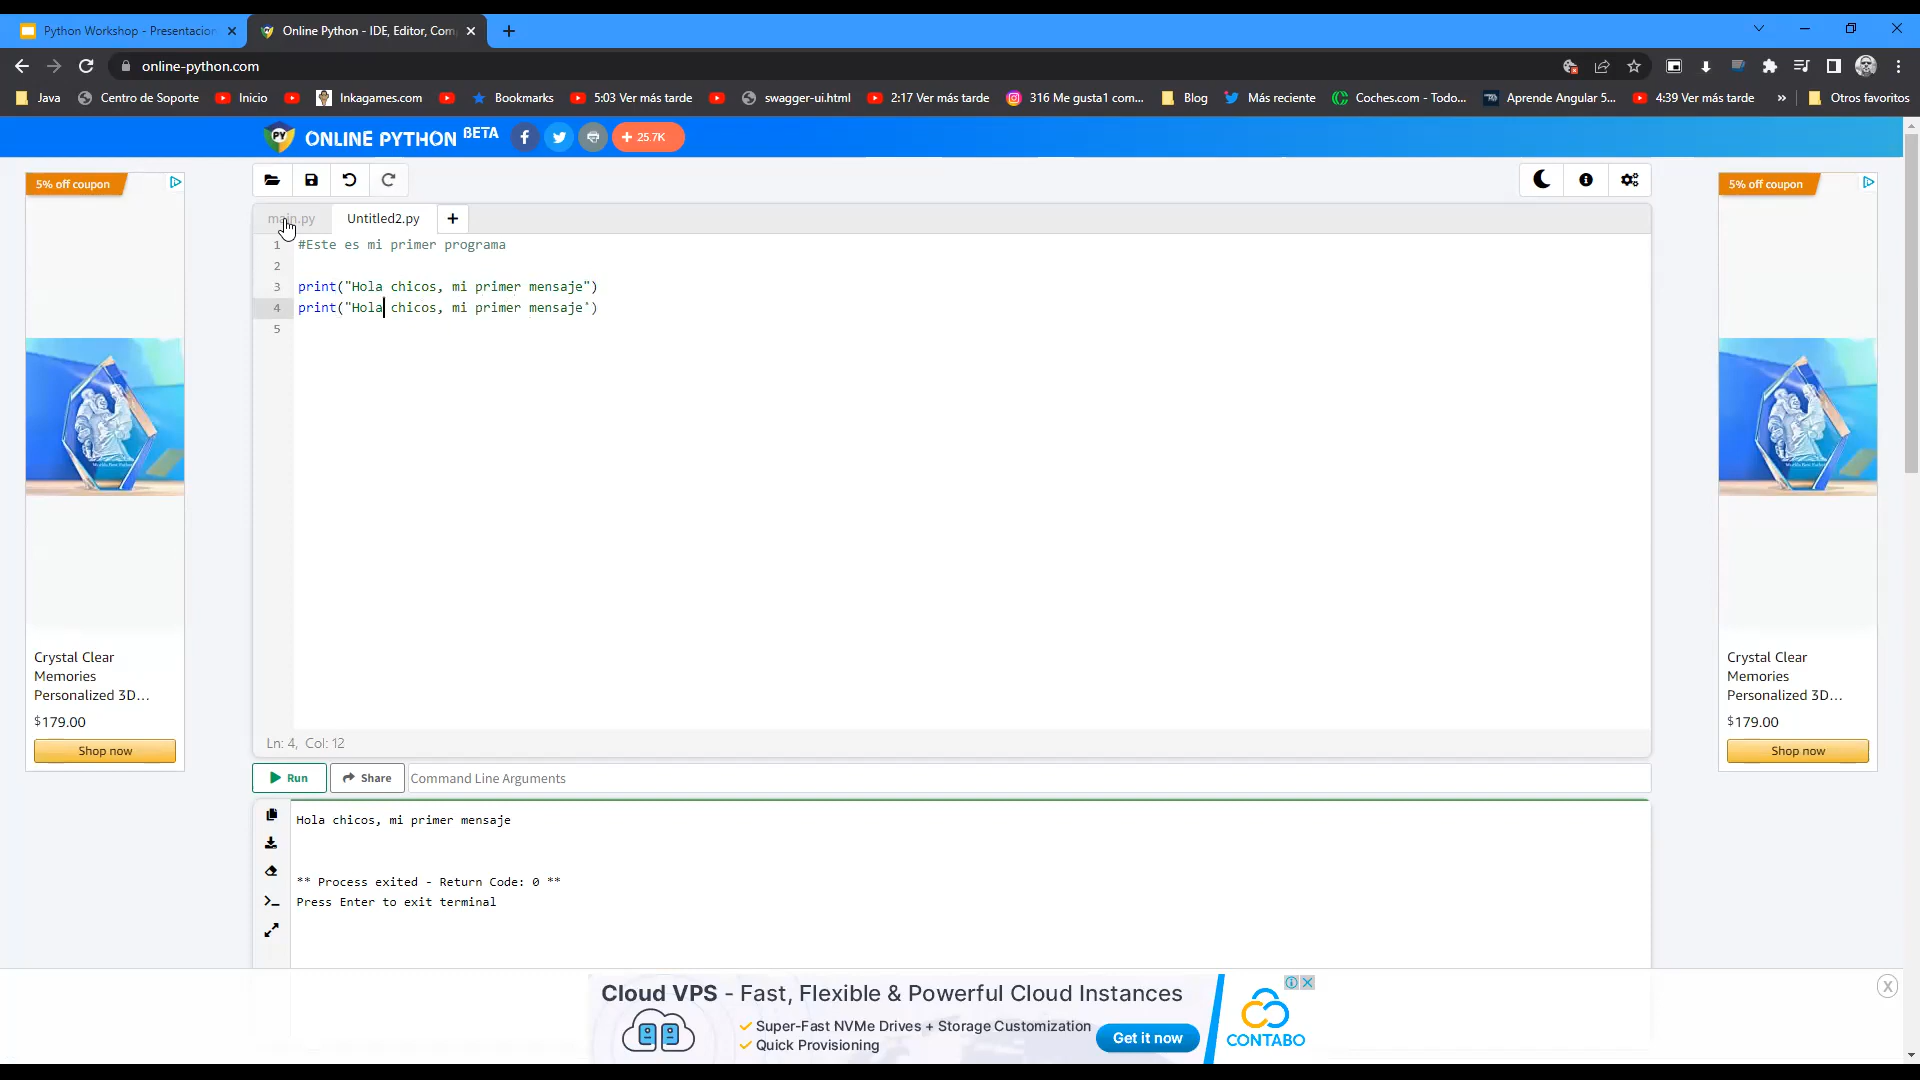 Python Workshop - Presentacion
Online Python - IDE, Editor, Com
online-python.com
Java
Centro de Soporte
Inicio
Inkagames.com
Bookmarks
5:03 Ver más tarde
swagger-ui.html
2:17 Ver más tarde
316 Me gusta1 com...
Blog
Más reciente
Coches.com - Todo...
Aprende Angular 5...
4:39 Ver más tarde
»
Otros favoritos
PY
ONLINE PYTHON BETA
+ 25.7K
5% off coupon
5% off coupon
main.py
Untitled2.py
+
1 #Este es mi primer programa
2
3 print("Hola chicos, mi primer mensaje")
4 print("Hola chicos, mi primer mensaje')
5
Crystal Clear
Memories
Personalized 3D...
$179.00
Shop now
Crystal Clear
Memories
Personalized 3D...
$179.00
Shop now
Ln: 4, Col: 12
Run
Share
Command Line Arguments
Hola chicos, mi primer mensaje
** Process exited - Return Code: 0 **
Press Enter to exit terminal
Cloud VPS - Fast, Flexible & Powerful Cloud Instances
Super-Fast NVMe Drives + Storage Customization
Quick Provisioning
Get it now
CONTABO
X